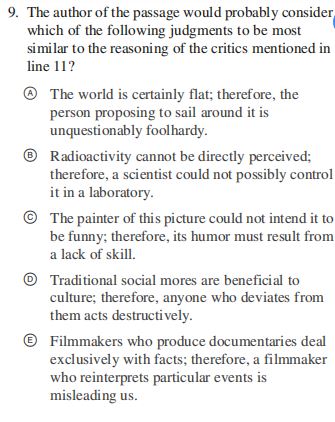 9. The author of the passage would probably consider
which of the following judgments to be most
similar to the reasoning of the critics mentioned in
line 11?
A The world is certainly flat; therefore, the
person proposing to sail around it is
unquestionably foolhardy.
B Radioactivity cannot be directly perceived;
therefore, a scientist could not possibly control
it in a laboratory.
C The painter of this picture could not intend it to
be funny; therefore, its humor must result from
a lack of skill.
D Traditional social mores are beneficial to
culture; therefore, anyone who deviates from
them acts destructively.
E Filmmakers who produce documentaries deal
exclusively with facts; therefore, a filmmaker
who reinterprets particular events is
misleading us.